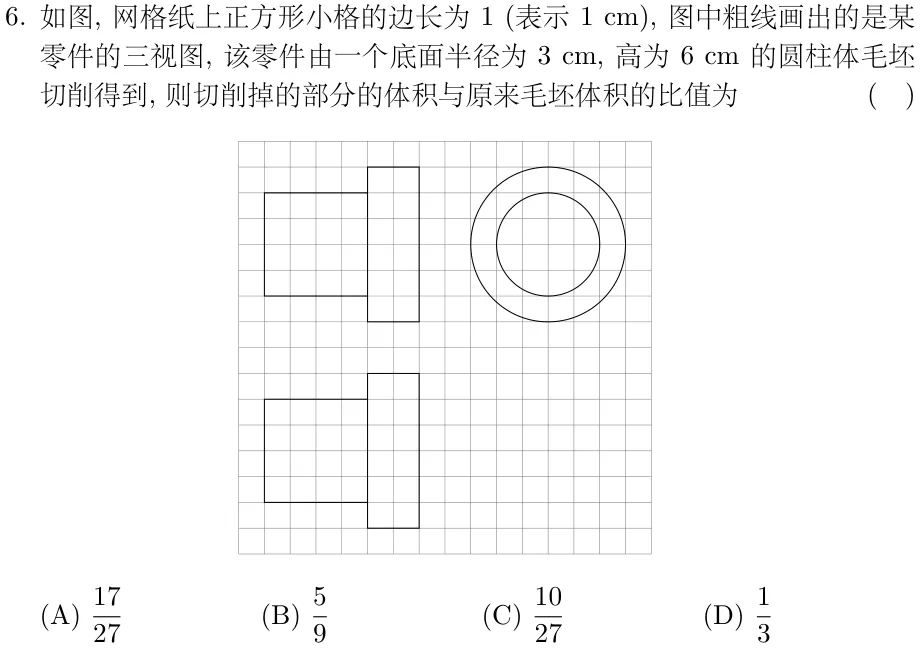 6. 如图, 网格纸上正方形小格的边长为 1 (表示 1 cm), 图中粗线画出的是某
零件的三视图, 该零件由一个底面半径为 3 cm, 高为 6 cm 的圆柱体毛坯
切削得到, 则切削掉的部分的体积与原来毛坯体积的比值为 ( )
(A) 17/27 (B) 5/9 (C) 10/27 (D) 1/3